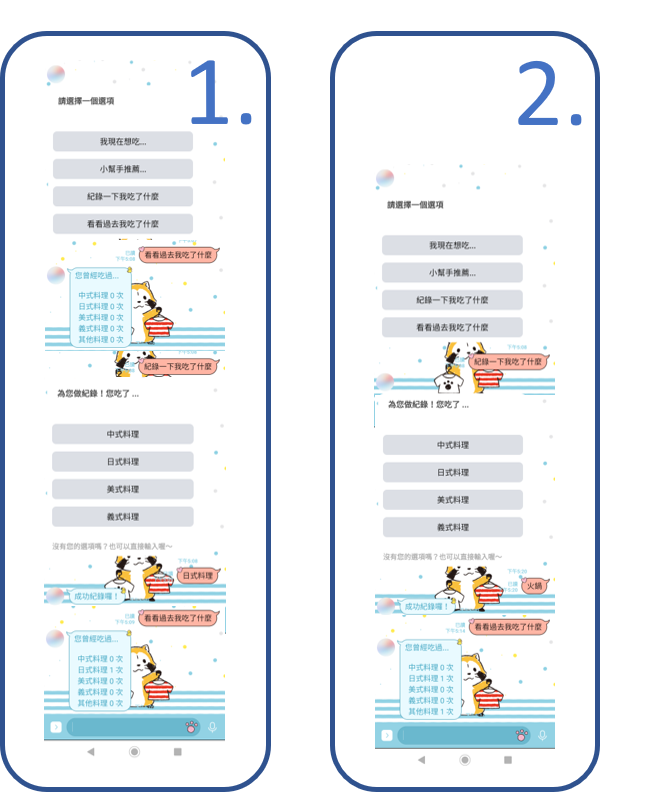 1.
請選擇一個選項
我現在想吃...
小幫手推薦...
紀錄一下我吃了什麼
看看過去我吃了什麼
已讀
看看過去我吃了什麼
您曾經吃過...
中式料理 0 次
日式料理 0 次
美式料理 0 次
義式料理 0 次
其他料理 0 次
紀錄一下我吃了什麼
為您做紀錄！您吃了 ...
中式料理
日式料理
美式料理
義式料理
沒有您的選項嗎？也可以直接輸入喔～
日式料理
成功紀錄囉！
已讀
看看過去我吃了什麼
您曾經吃過...
中式料理 0 次
日式料理 1 次
美式料理 0 次
義式料理 0 次
其他料理 0 次
2.
請選擇一個選項
我現在想吃...
小幫手推薦...
紀錄一下我吃了什麼
看看過去我吃了什麼
紀錄一下我吃了什麼
為您做紀錄！您吃了 ...
中式料理
日式料理
美式料理
義式料理
沒有您的選項嗎？也可以直接輸入喔～
已讀
火鍋
成功紀錄囉！
已讀
看看過去我吃了什麼
您曾經吃過...
中式料理 0 次
日式料理 1 次
美式料理 0 次
義式料理 0 次
其他料理 1 次